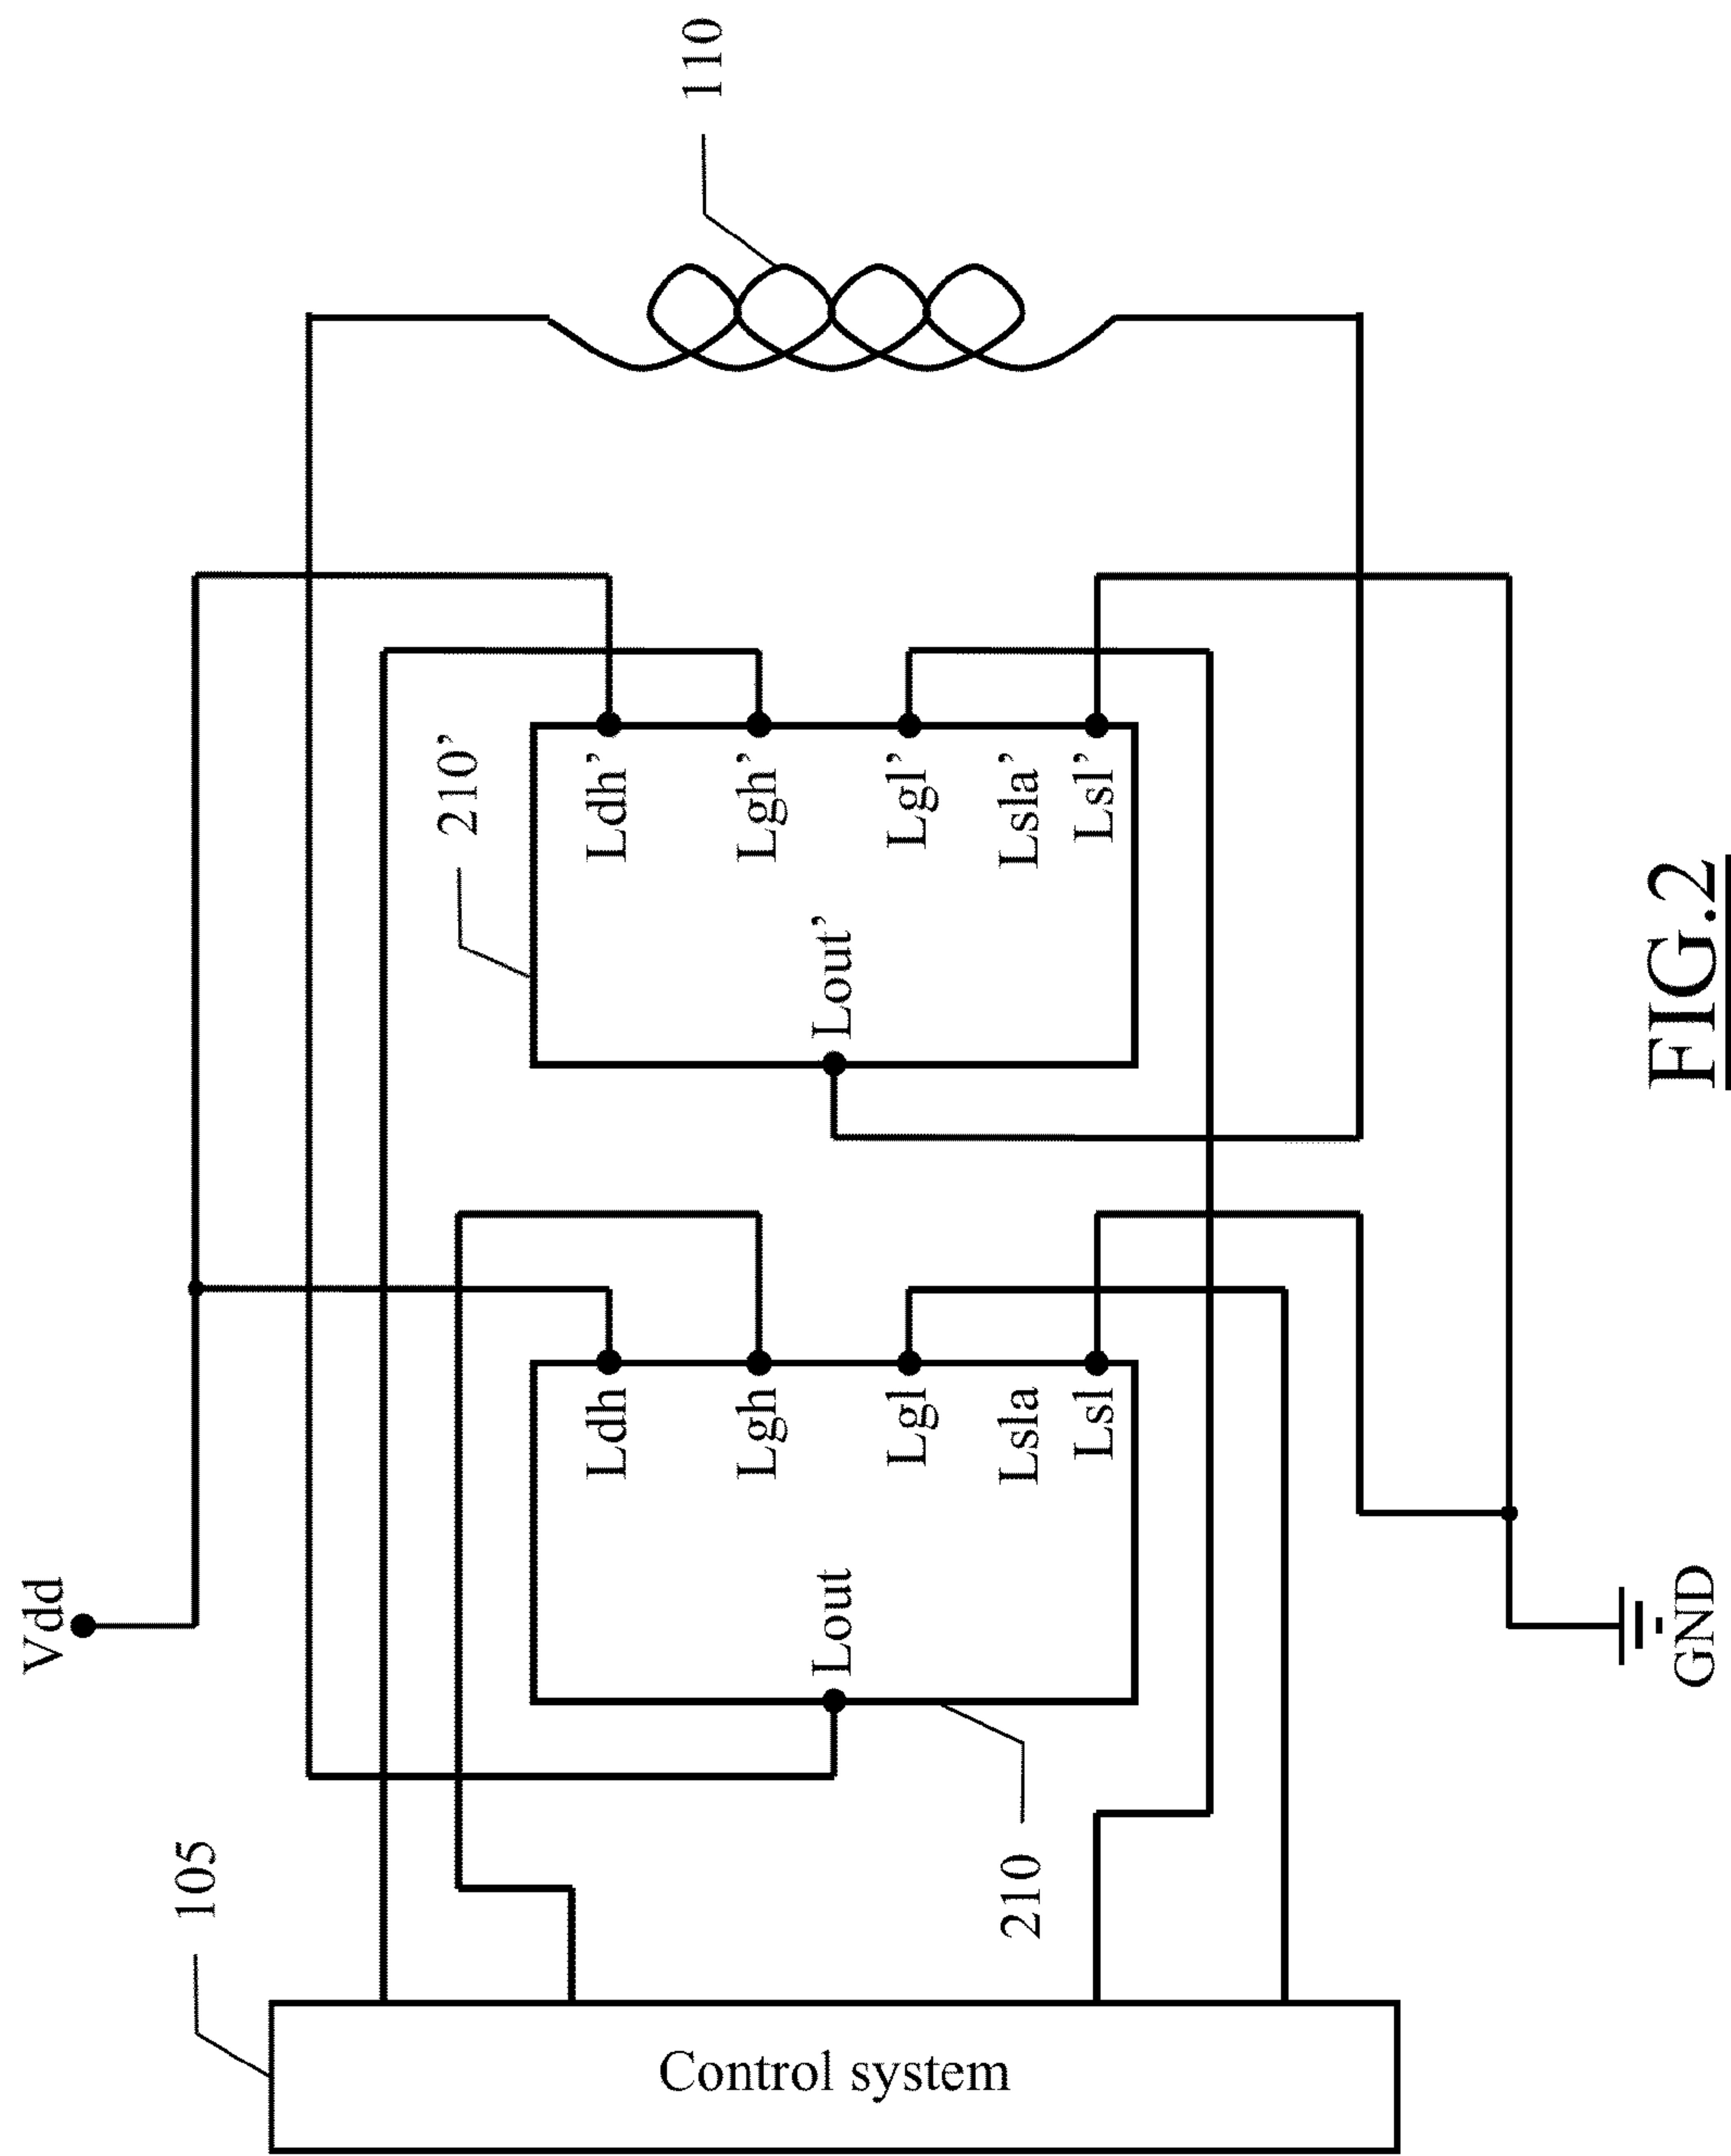 110
210’
Ldh’
Lgh’
Lgl’
Lsla’
Lsl’
Lout’
Ldh
Lgh
Lgl
Lsla
Lsl
Lout
Vdd
GND
105
210
Control system
FIG.2